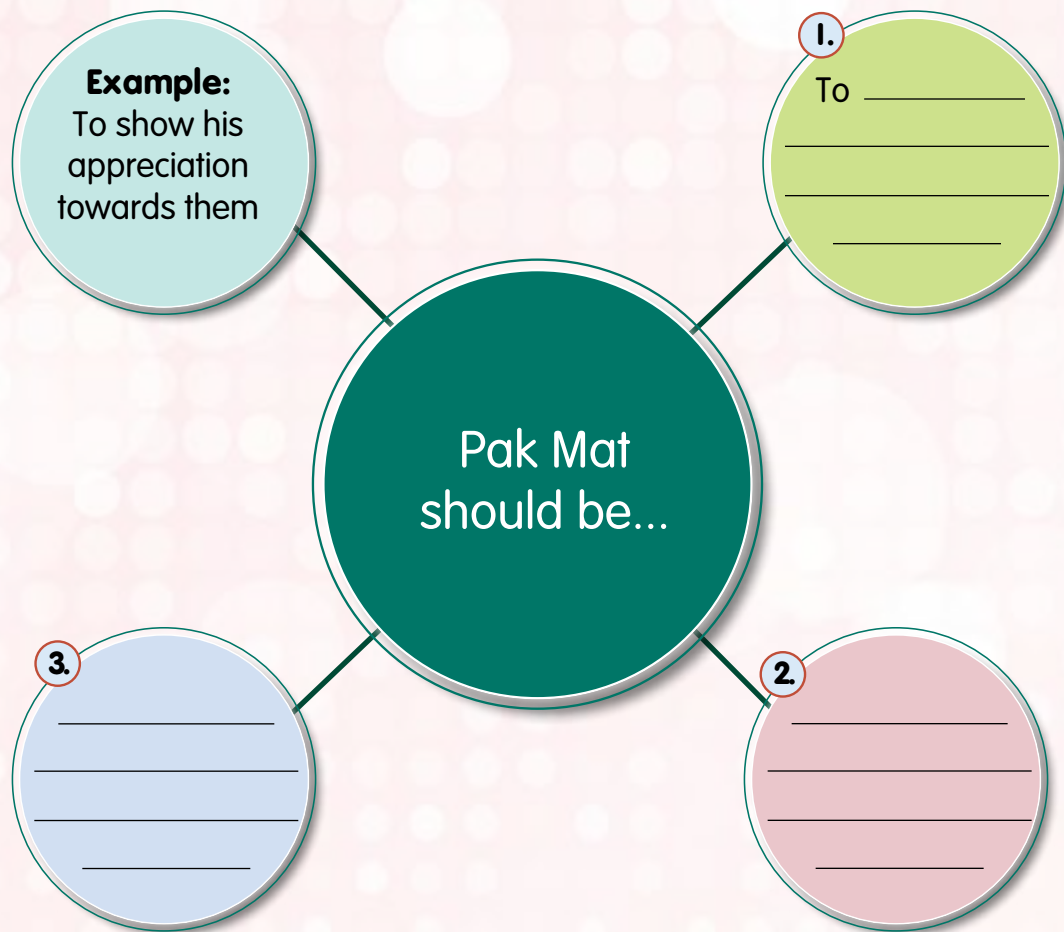 Example:
To show his
appreciation
towards them
1.
To
Pak Mat
should be...
3.
2.